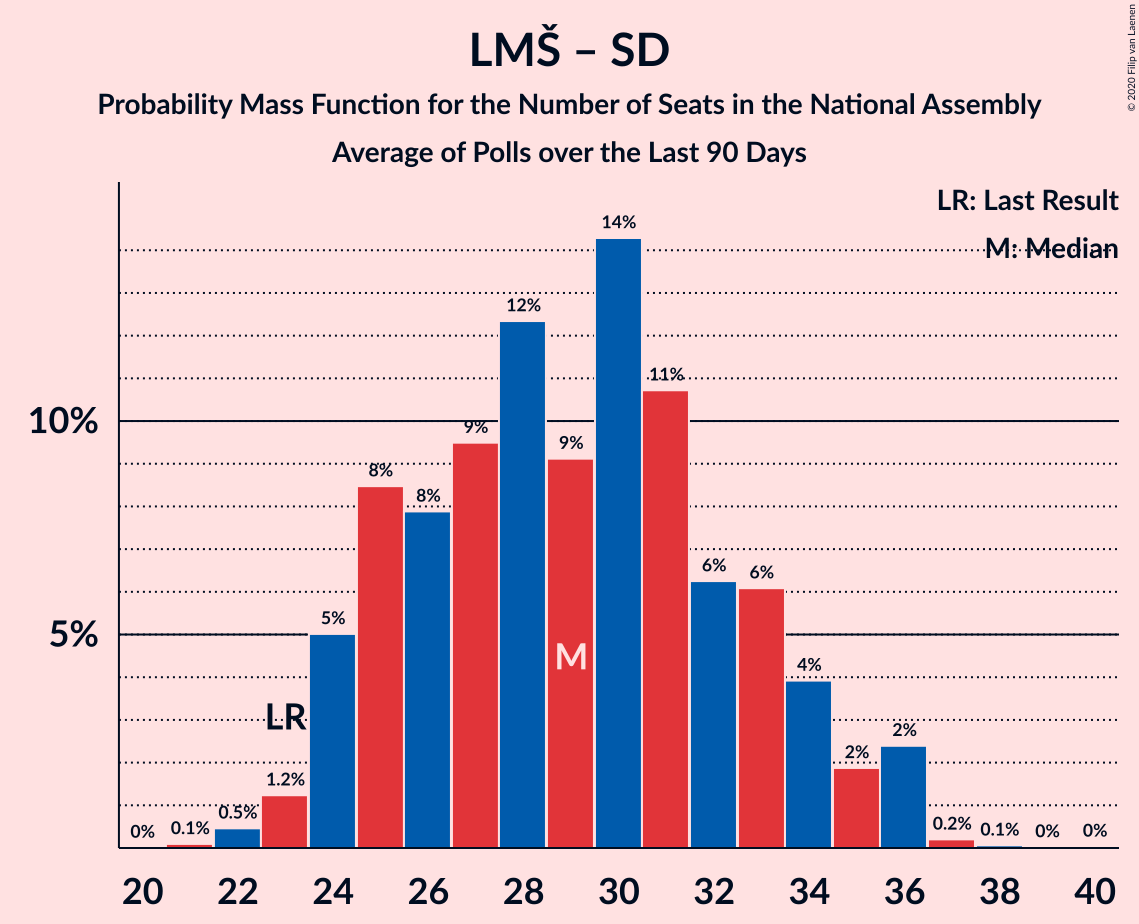 LMŠ – SD
Probability Mass Function for the Number of Seats in the National Assembly
Average of Polls over the Last 90 Days
© 2020 Filip van Laenen
LR: Last Result
M: Median
10%
5%
0%
0.1%
0.5%
1.2%
5%
8%
8%
9%
12%
9%
14%
11%
6%
6%
4%
2%
2%
0.2%
0.1%
0%
0%
LR
M
20 22 24 26 28 30 32 34 36 38 40